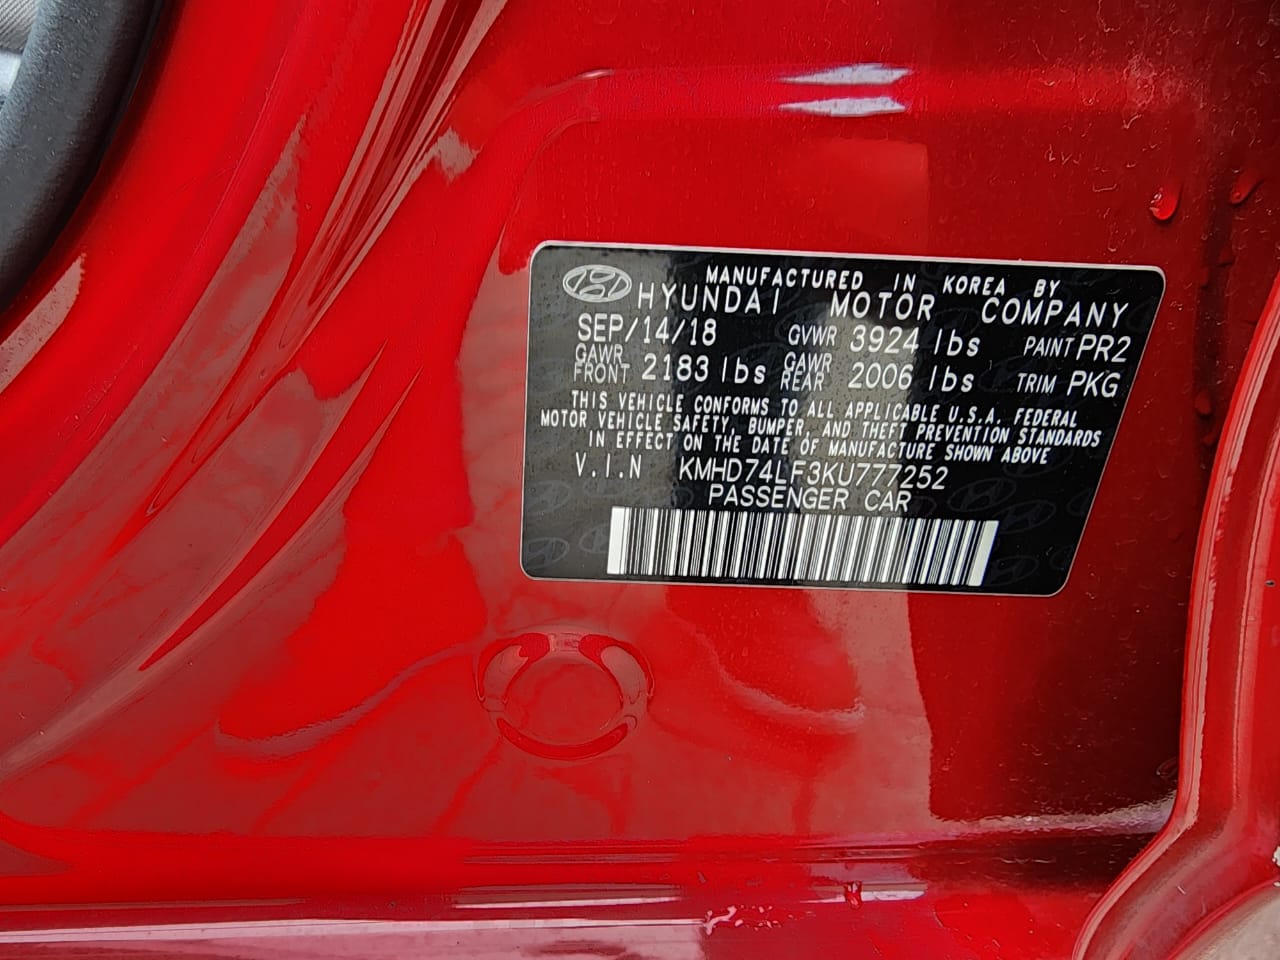 MANUFACTURED IN KOREA BY
HYUNDAI MOTOR COMPANY
SEP/14/18 GVWR 3924 lbs PAINT PR2
GAWR FRONT 2183 lbs GAWR REAR 2006 lbs TRIM PKG
THIS VEHICLE CONFORMS TO ALL APPLICABLE U.S.A. FEDERAL
MOTOR VEHICLE SAFETY, BUMPER, AND THEFT PREVENTION STANDARDS
IN EFFECT ON THE DATE OF MANUFACTURE SHOWN ABOVE
V.I.N KMHD74LF3KU777252
PASSENGER CAR